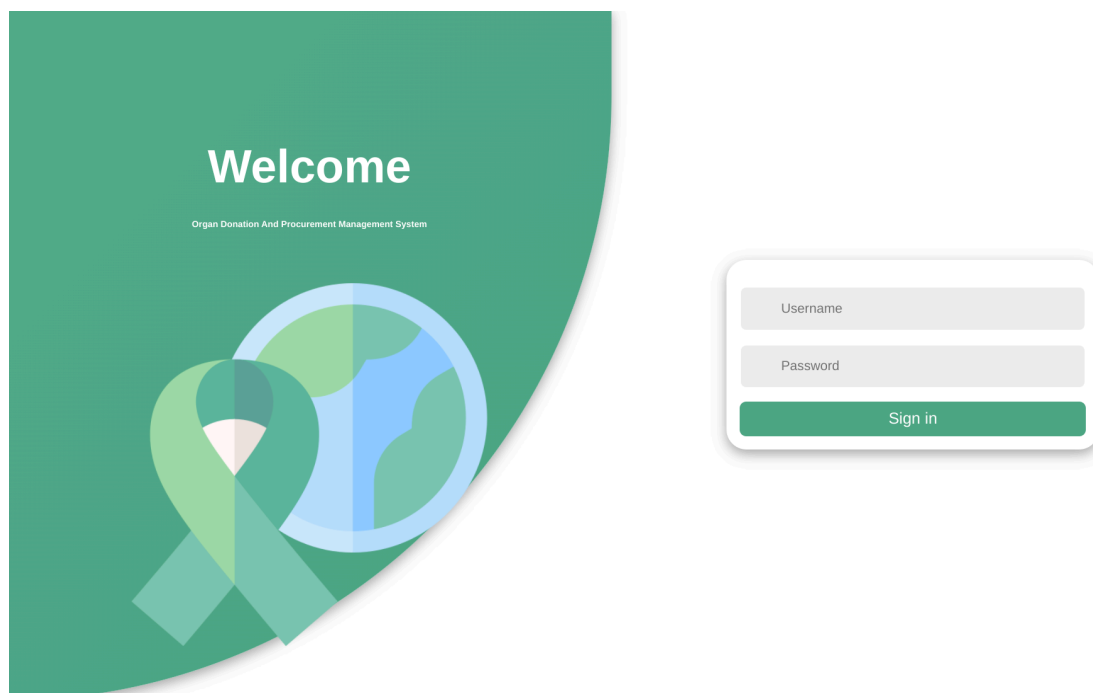 Welcome
Organ Donation And Procurement Management System
Username
Password
Sign in